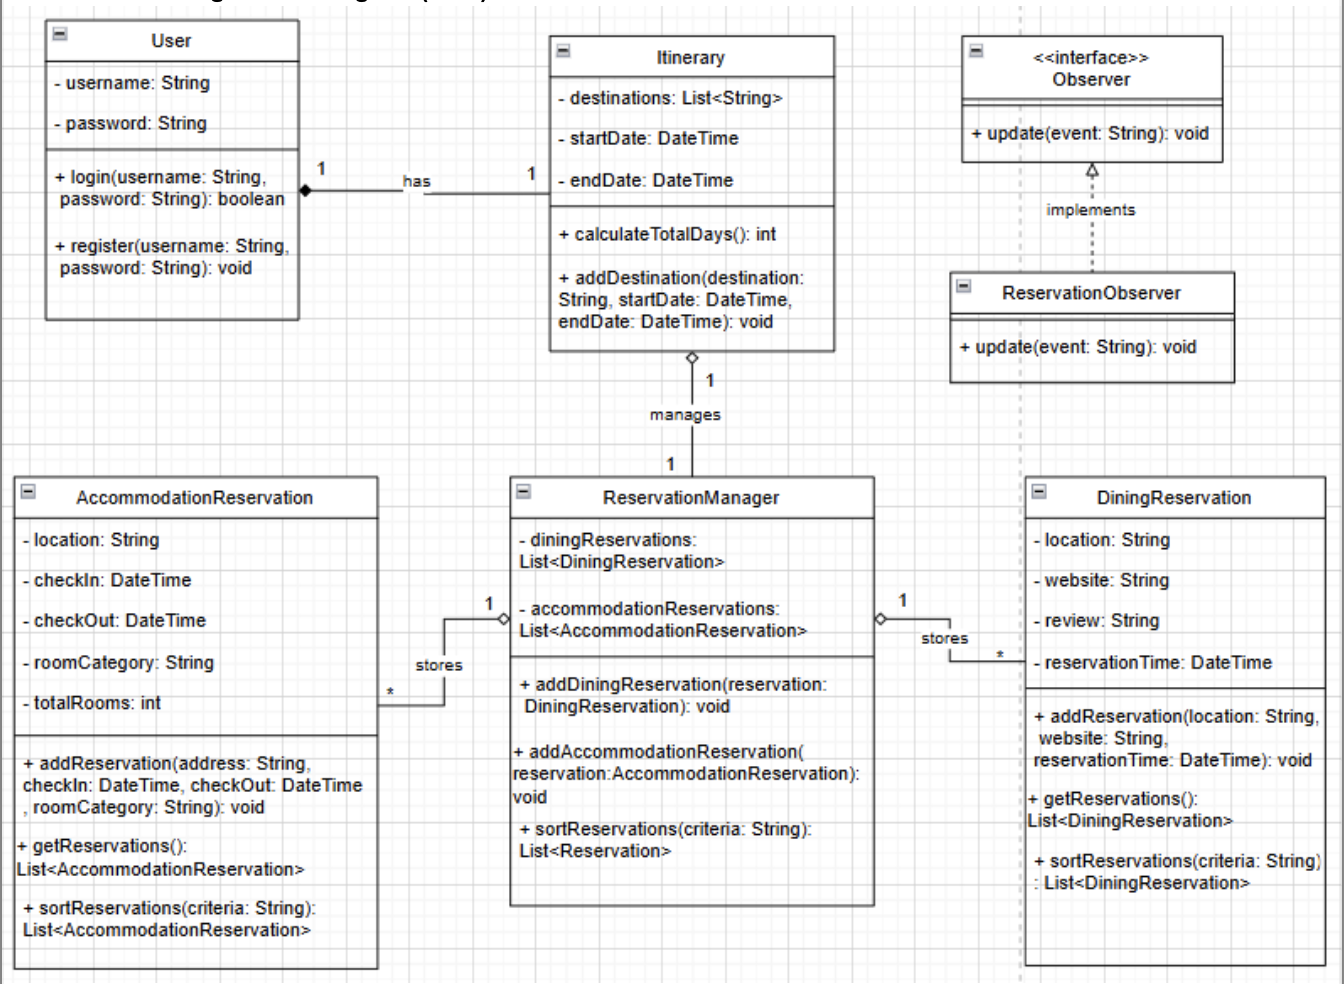 User
- username: String
- password: String
+ login(username: String,
password: String): boolean
+ register(username: String,
password: String): void
1
has
1
Itinerary
- destinations: List<String>
- startDate: DateTime
- endDate: DateTime
+ calculateTotalDays(): int
+ addDestination(destination:
String, startDate: DateTime,
endDate: DateTime): void
<<interface>>
Observer
+ update(event: String): void
implements
ReservationObserver
+ update(event: String): void
1
manages
1
AccommodationReservation
- location: String
- checkIn: DateTime
- checkOut: DateTime
- roomCategory: String
- totalRooms: int
+ addReservation(address: String,
checkIn: DateTime, checkOut: DateTime
, roomCategory: String): void
+ getReservations():
List<AccommodationReservation>
+ sortReservations(criteria: String):
List<AccommodationReservation>
1
stores
*
ReservationManager
- diningReservations:
List<DiningReservation>
- accommodationReservations:
List<AccommodationReservation>
+ addDiningReservation(reservation:
DiningReservation): void
+ addAccommodationReservation(
reservation:AccommodationReservation):
void
+ sortReservations(criteria: String):
List<Reservation>
1
stores
*
DiningReservation
- location: String
- website: String
- review: String
- reservationTime: DateTime
+ addReservation(location: String,
website: String,
reservationTime: DateTime): void
+ getReservations():
List<DiningReservation>
+ sortReservations(criteria: String)
: List<DiningReservation>